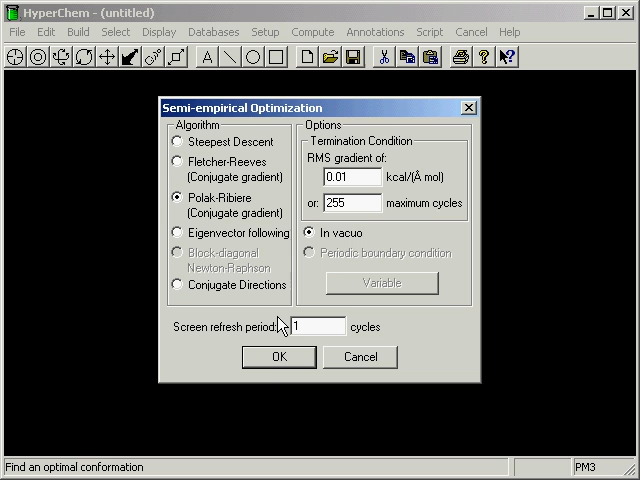 HyperChem - (untitled)
File Edit Build Select Display Databases Setup Compute Annotations Script Cancel Help
A
Semi-empirical Optimization
Algorithm
Steepest Descent
Fletcher-Reeves
(Conjugate gradient)
Polak-Ribiere
(Conjugate gradient)
Eigenvector following
Block-diagonal
Newton-Raphson
Conjugate Directions
Options
Termination Condition
RMS gradient of:
0.01 kcal/(Å mol)
or: 255 maximum cycles
In vacuo
Periodic boundary condition
Variable
Screen refresh period: 1 cycles
OK Cancel
Find an optimal conformation PM3